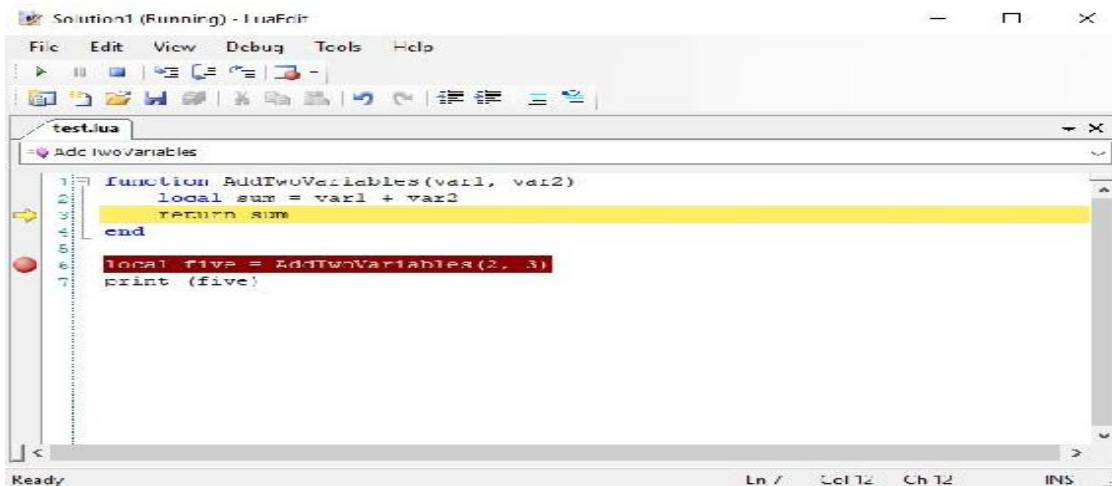 Solution1 (Running) - LuaEdit
File Edit View Debug Tools Help
test.lua
AddTwoVariables
1 function AddTwoVariables(var1, var2)
2 local sum = var1 + var2
3 return sum
4 end
5
6 local five = AddTwoVariables(2, 3)
7 print (five)
Ready Ln 7 Col 12 Ch 12 INS